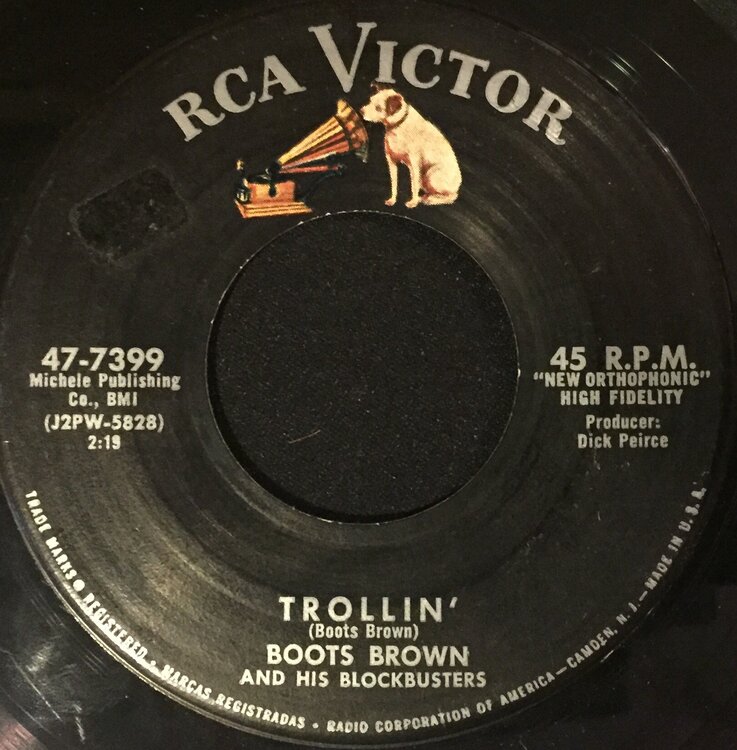 RCA VICTOR
47-7399
Michele Publishing
Co., BMI
(J2PW-5828)
2:19
45 R.P.M.
"NEW ORTHOPHONIC"
HIGH FIDELITY
Producer:
Dick Peirce
TROLLIN'
(Boots Brown)
BOOTS BROWN
AND HIS BLOCKBUSTERS
TRADE MARKS ® REGISTERED • MARCAS REGISTRADAS • RADIO CORPORATION OF AMERICA—CAMDEN, N. J.—MADE IN U.S.A.